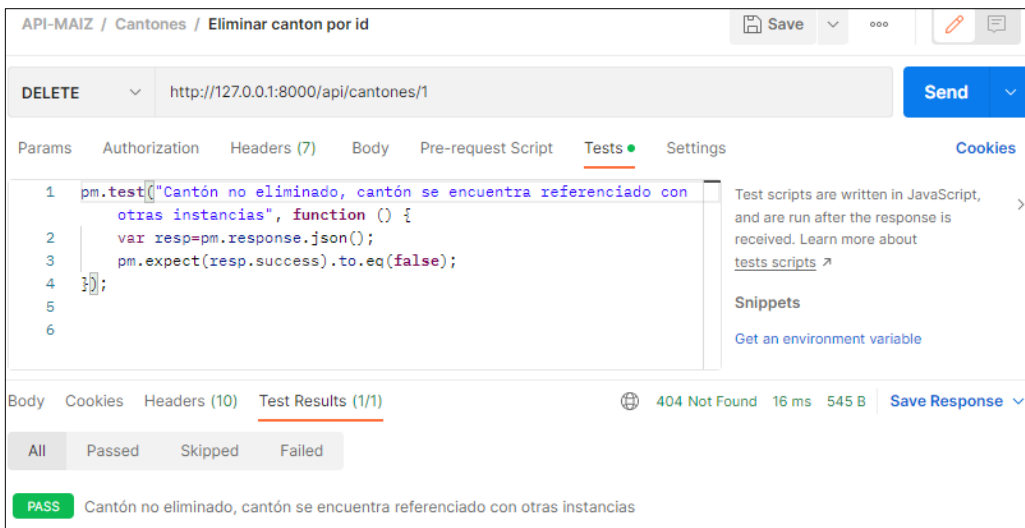 API-MAIZ / Cantones / Eliminar canton por id
Save
ooo
DELETE
http://127.0.0.1:8000/api/cantones/1
Send
Params Authorization Headers (7) Body Pre-request Script Tests Settings Cookies
1 pm.test("Cantón no eliminado, cantón se encuentra referenciado con
otras instancias", function () {
2 var resp=pm.response.json();
3 pm.expect(resp.success).to.eq(false);
4 });
5
6
Test scripts are written in JavaScript,
and are run after the response is
received. Learn more about
tests scripts ↗
Snippets
Get an environment variable
Body Cookies Headers (10) Test Results (1/1) 404 Not Found 16 ms 545 B Save Response
All Passed Skipped Failed
PASS Cantón no eliminado, cantón se encuentra referenciado con otras instancias